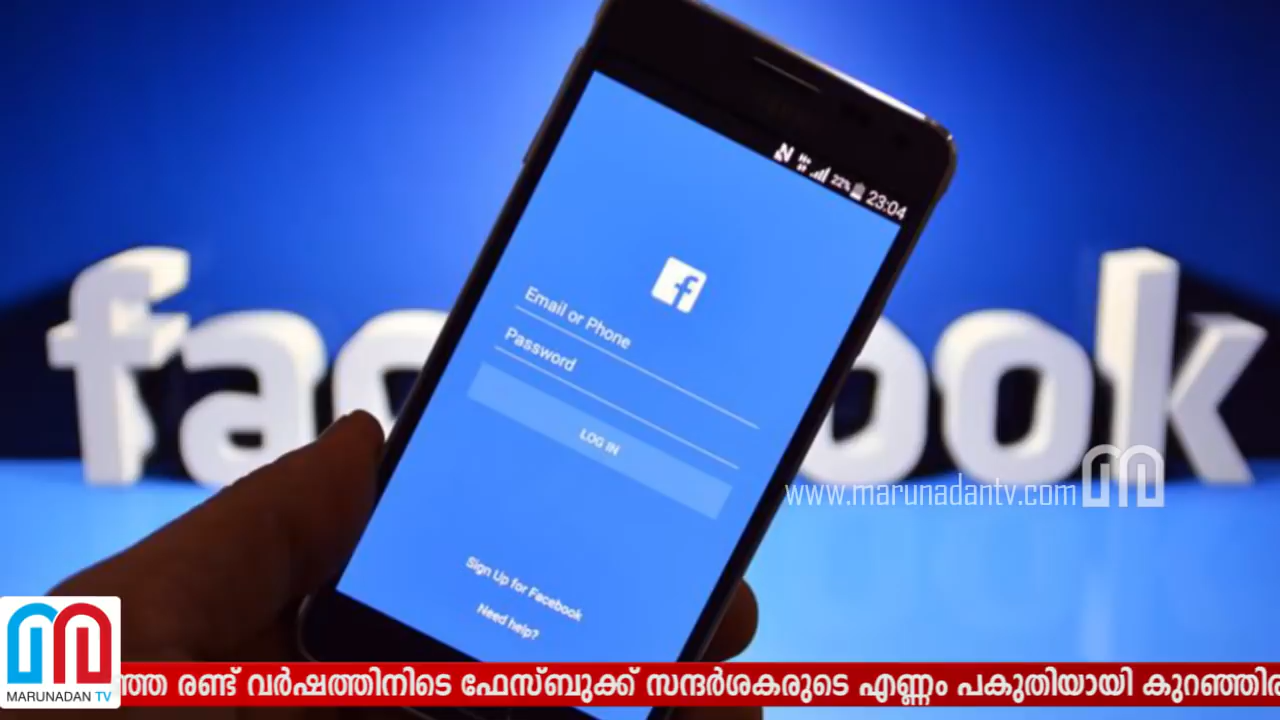 facebook
N H+ 22% 23:04
f
Email or Phone
Password
LOG IN
Sign Up for Facebook
Need help?
www.marunadantv.com
MARUNADAN TV
രണ്ട് വർഷത്തിനിടെ ഫേസ്ബുക്ക് സന്ദർശകരുടെ എണ്ണം പകുതിയായി